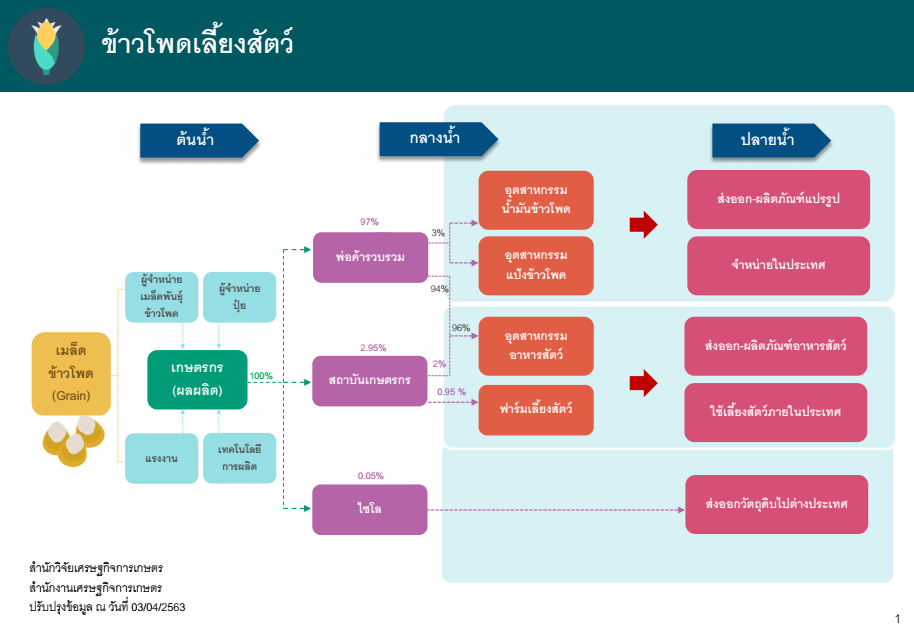 ข้าวโพดเลี้ยงสัตว์
ต้นน้ำ
กลางน้ำ
ปลายน้ำ
เมล็ด
ข้าวโพด
(Grain)
ผู้จำหน่าย
เมล็ดพันธุ์
ข้าวโพด
ผู้จำหน่าย
ปุ๋ย
เกษตรกร
(ผลผลิต)
100%
แรงงาน
เทคโนโลยี
การผลิต
97%
พ่อค้ารวบรวม
3%
94%
2.95%
สถาบันเกษตรกร
96%
2%
0.95 %
0.05%
ไซโล
อุตสาหกรรม
น้ำมันข้าวโพด
อุตสาหกรรม
แป้งข้าวโพด
อุตสาหกรรม
อาหารสัตว์
ฟาร์มเลี้ยงสัตว์
ส่งออก-ผลิตภัณฑ์แปรรูป
จำหน่ายในประเทศ
ส่งออก-ผลิตภัณฑ์อาหารสัตว์
ใช้เลี้ยงสัตว์ภายในประเทศ
ส่งออกวัตถุดิบไปต่างประเทศ
สำนักวิจัยเศรษฐกิจการเกษตร
สำนักงานเศรษฐกิจการเกษตร
ปรับปรุงข้อมูล ณ วันที่ 03/04/2563
1